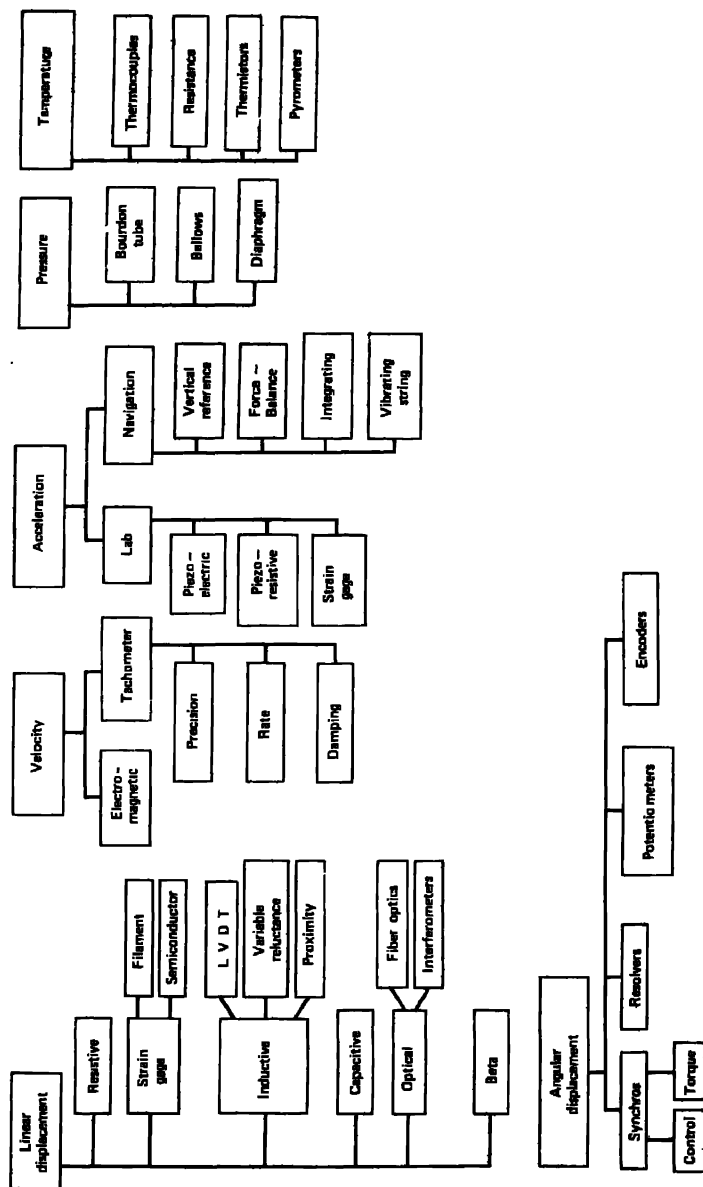 Linear
displacement
Resistive
Strain
gage
Filament
Semiconductor
Inductive
L V D T
Variable
reluctance
Proximity
Capacitive
Optical
Fiber optics
Interferometers
Beta
Velocity
Electro -
magnetic
Tachometer
Precision
Rate
Damping
Acceleration
Lab
Piezo -
electric
Piezo -
resistive
Strain
gage
Navigation
Vertical
reference
Force -
Balance
Integrating
Vibrating
string
Pressure
Bourdon
tube
Bellows
Diaphragm
Temperature
Thermocouples
Resistance
Thermistors
Pyrometers
Angular
displacement
Synchros
Control
Torque
Resolvers
Potentio meters
Encoders